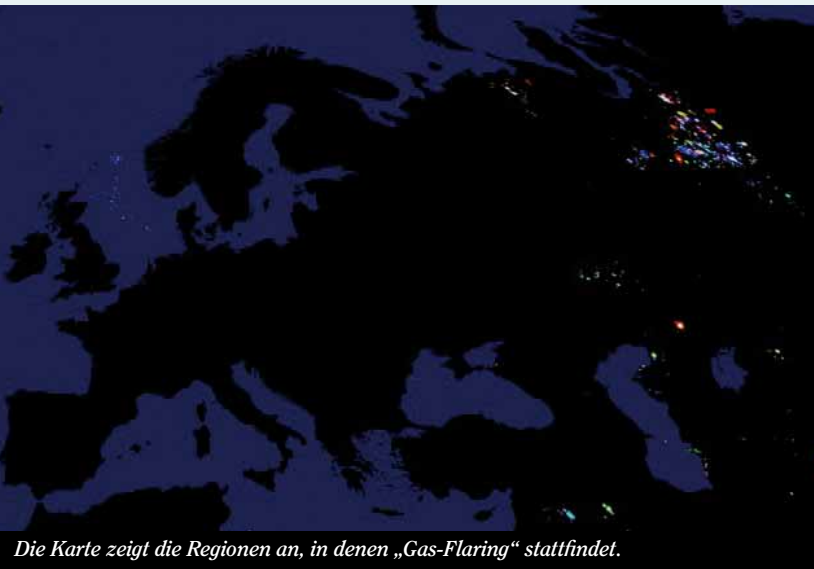 Die Karte zeigt die Regionen an, in denen „Gas-Flaring“ stattfindet.